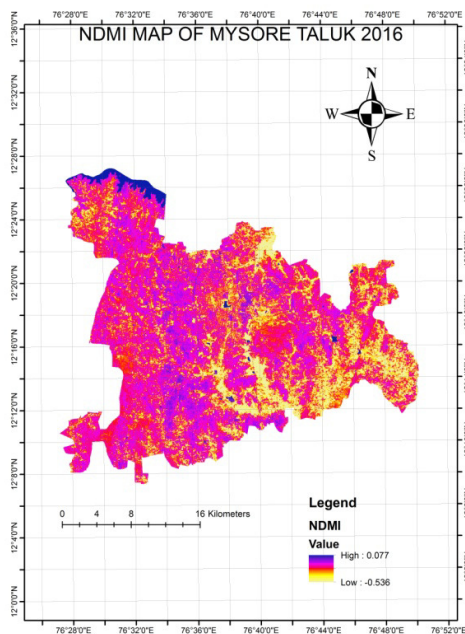 76°28'0"E 76°32'0"E 76°36'0"E 76°40'0"E 76°44'0"E 76°48'0"E 76°52'0"E
NDMI MAP OF MYSORE TALUK 2016
12°36'0"N
12°32'0"N
12°28'0"N
12°24'0"N
12°20'0"N
12°16'0"N
12°12'0"N
12°8'0"N
12°4'0"N
12°0'0"N
N
W E
S
0 4 8 16 Kilometers
Legend
NDMI
Value
High : 0.077
Low : -0.536
76°28'0"E 76°32'0"E 76°36'0"E 76°40'0"E 76°44'0"E 76°48'0"E 76°52'0"E